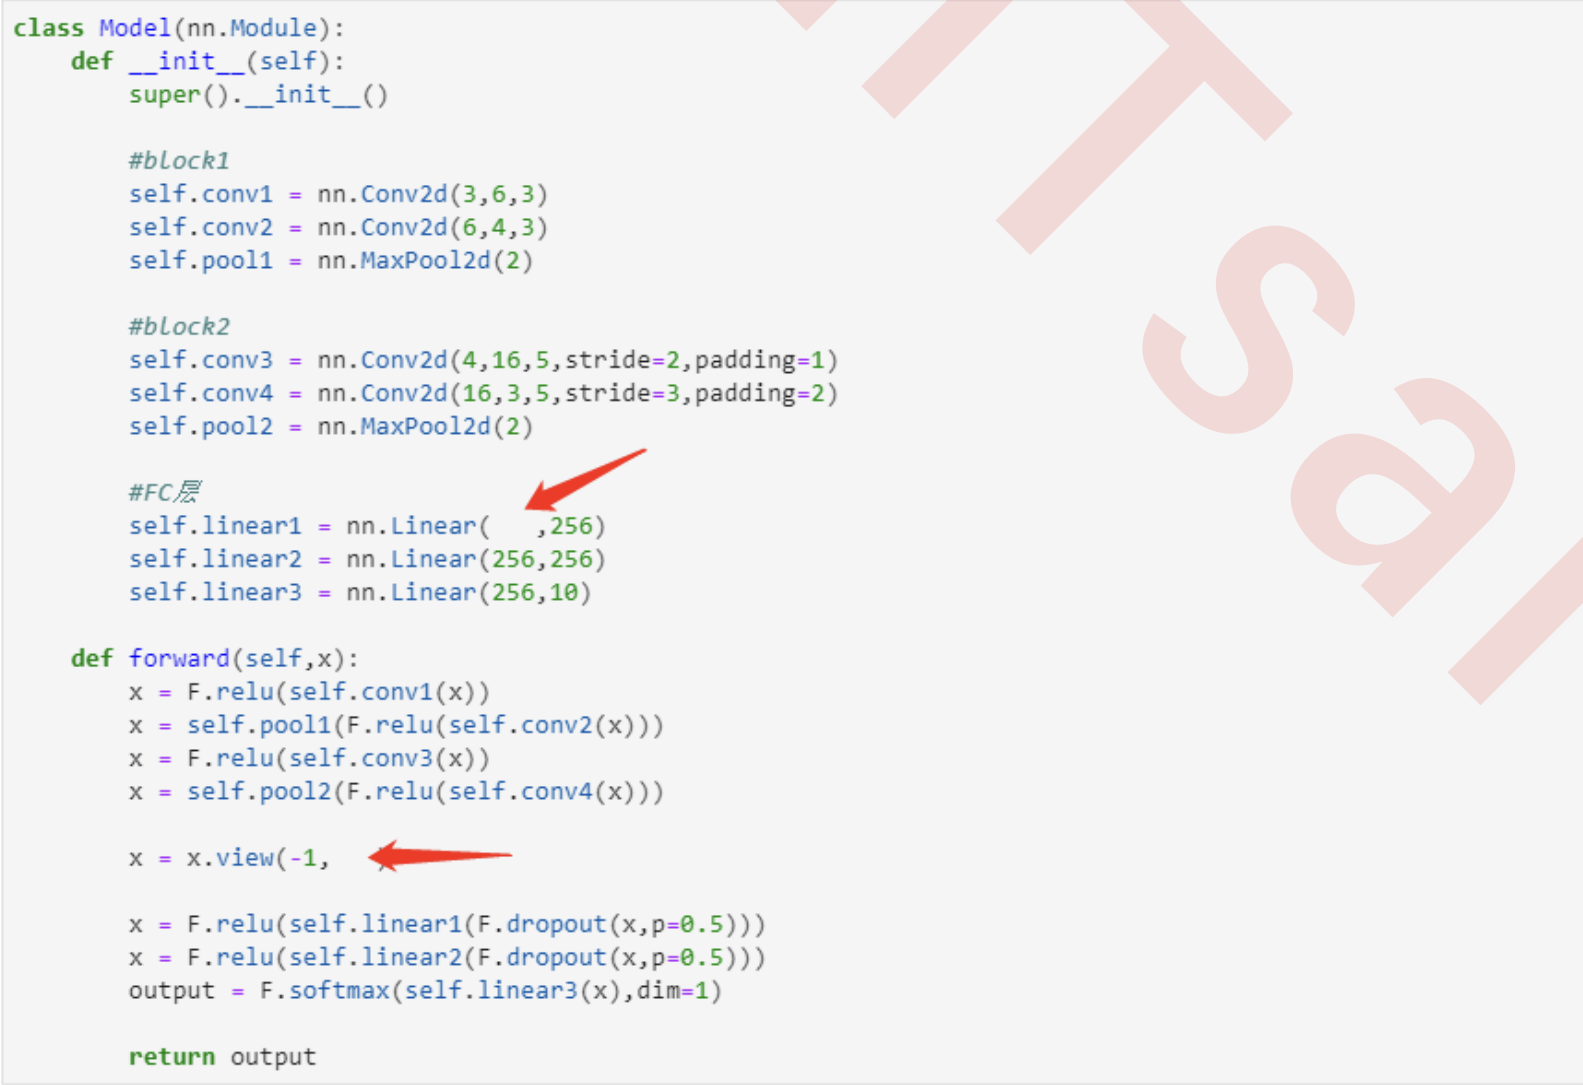 class Model(nn.Module):
    def __init__(self):
        super().__init__()

        #block1
        self.conv1 = nn.Conv2d(3,6,3)
        self.conv2 = nn.Conv2d(6,4,3)
        self.pool1 = nn.MaxPool2d(2)

        #block2
        self.conv3 = nn.Conv2d(4,16,5,stride=2,padding=1)
        self.conv4 = nn.Conv2d(16,3,5,stride=3,padding=2)
        self.pool2 = nn.MaxPool2d(2)

        #FC层
        self.linear1 = nn.Linear(   ,256)
        self.linear2 = nn.Linear(256,256)
        self.linear3 = nn.Linear(256,10)

    def forward(self,x):
        x = F.relu(self.conv1(x))
        x = self.pool1(F.relu(self.conv2(x)))
        x = F.relu(self.conv3(x))
        x = self.pool2(F.relu(self.conv4(x)))

        x = x.view(-1,   )

        x = F.relu(self.linear1(F.dropout(x,p=0.5)))
        x = F.relu(self.linear2(F.dropout(x,p=0.5)))
        output = F.softmax(self.linear3(x),dim=1)

        return output